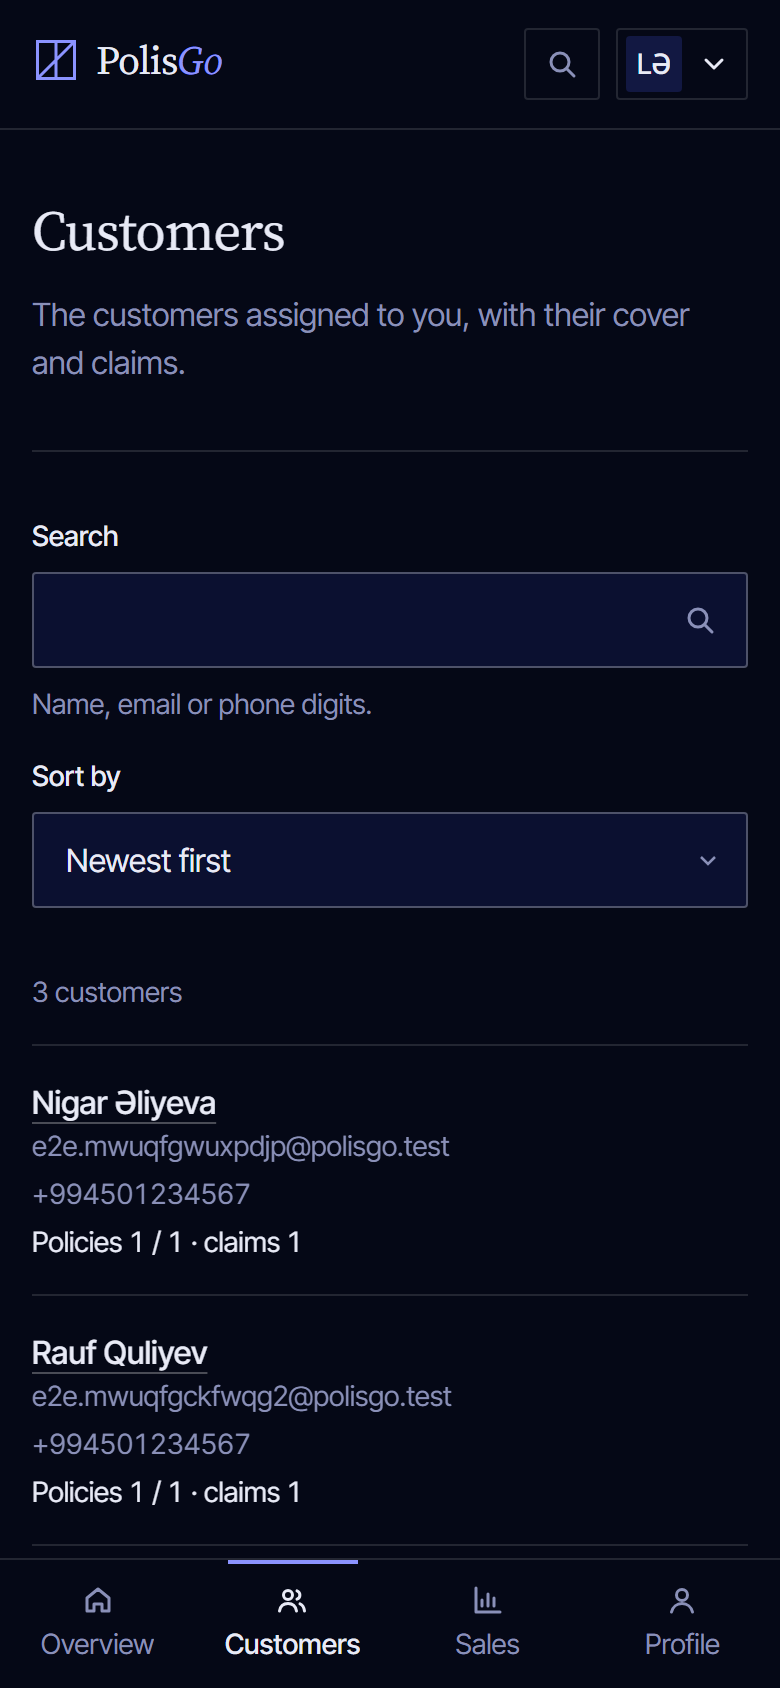 PolisGo
LƏ
Customers
The customers assigned to you, with their cover
and claims.
Search
Name, email or phone digits.
Sort by
Newest first
3 customers
Nigar Əliyeva
e2e.mwuqfgwuxpdjp@polisgo.test
+994501234567
Policies 1 / 1 · claims 1
Rauf Quliyev
e2e.mwuqfgckfwqg2@polisgo.test
+994501234567
Policies 1 / 1 · claims 1
Overview
Customers
Sales
Profile